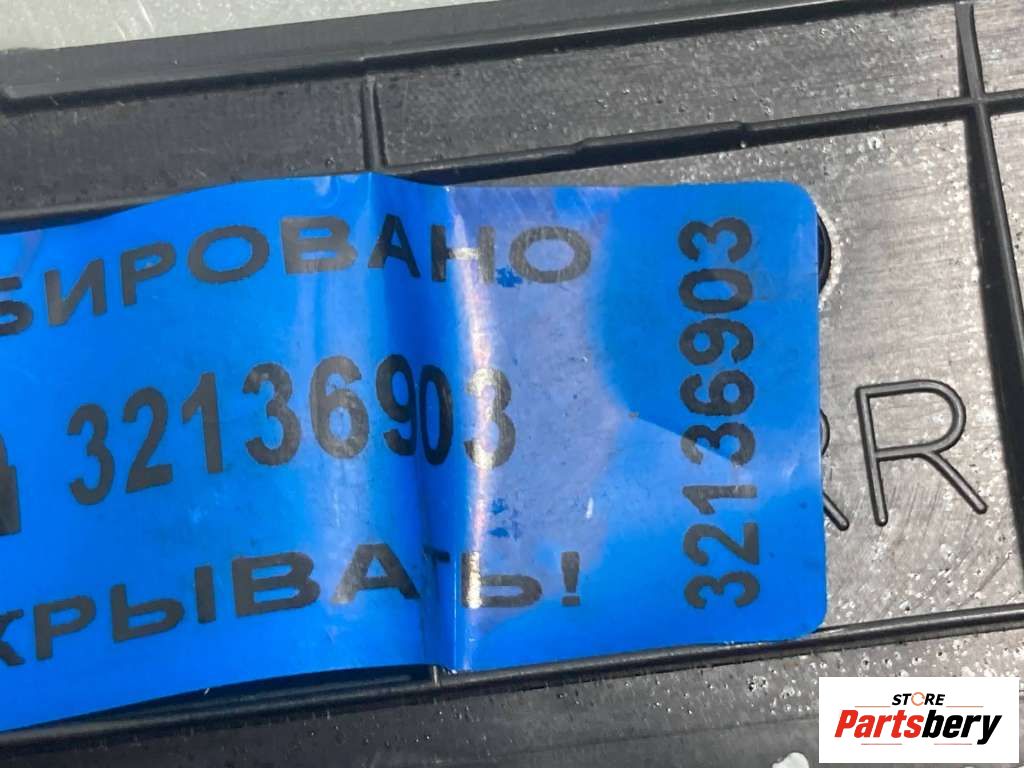 БИРОВАНО
32136903
КРЫВАТЬ!
32136903
RR
STORE
Partsbery